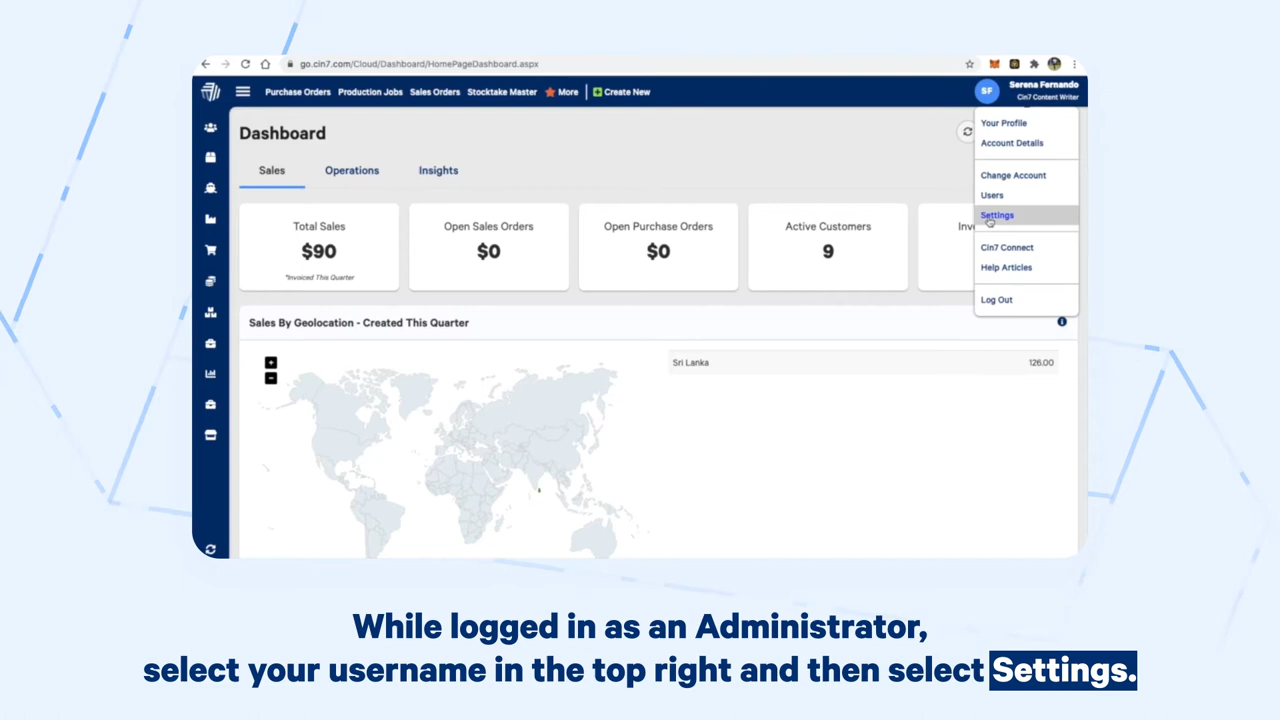 go.cin7.com/Cloud/Dashboard/HomePageDashboard.aspx
Purchase Orders Production Jobs Sales Orders Stocktake Master More Create New
SF
Serena Fernando
Cin7 Content Writer
Dashboard
Sales Operations Insights
Your Profile
Account Details
Change Account
Users
Settings
Cin7 Connect
Help Articles
Log Out
Total Sales
$90
*Invoiced This Quarter
Open Sales Orders
$0
Open Purchase Orders
$0
Active Customers
9
Sales By Geolocation - Created This Quarter
+
-
Sri Lanka 126.00
While logged in as an Administrator,
select your username in the top right and then select Settings.